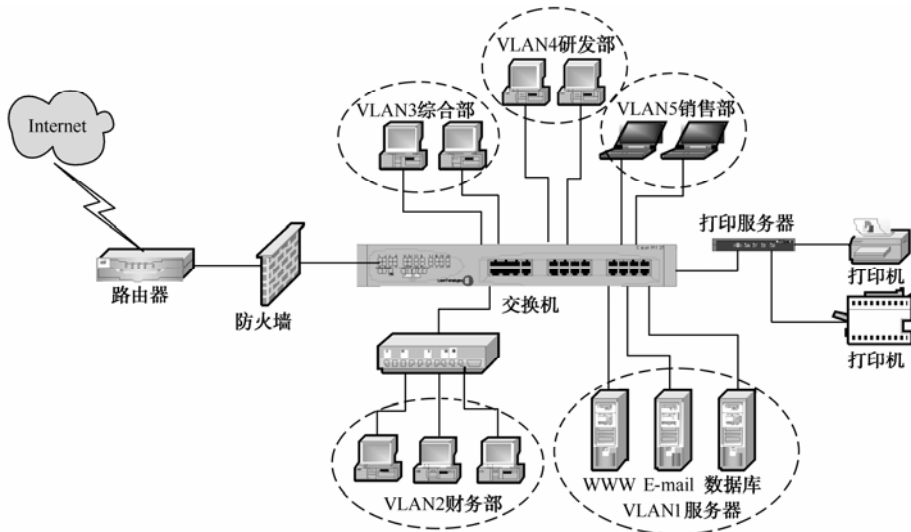 VLAN4研发部
VLAN3综合部
VLAN5销售部
Internet
打印服务器
打印机
路由器
防火墙
交换机
打印机
WWW E-mail 数据库
VLAN2财务部
VLAN1服务器